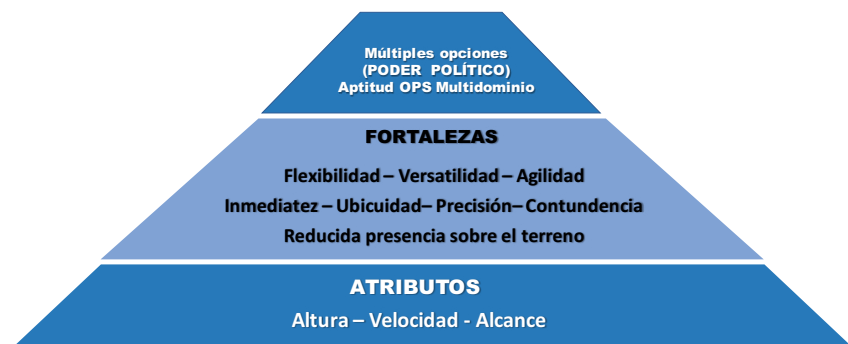 Múltiples opciones
(PODER POLÍTICO)
Aptitud OPS Multidominio
FORTALEZAS
Flexibilidad – Versatilidad – Agilidad
Inmediatez – Ubicuidad– Precisión– Contundencia
Reducida presencia sobre el terreno
ATRIBUTOS
Altura – Velocidad - Alcance